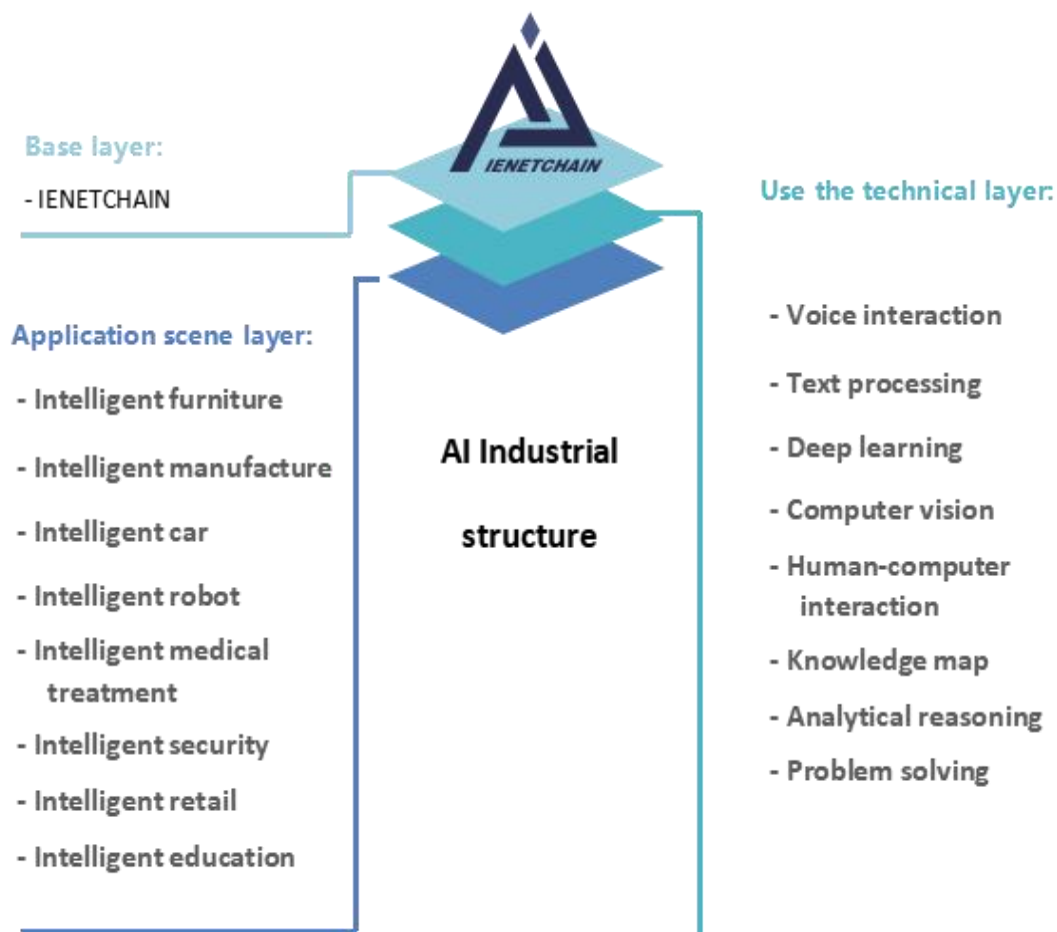 IENETCHAIN
Base layer:
- IENETCHAIN
Application scene layer:
- Intelligent furniture
- Intelligent manufacture
- Intelligent car
- Intelligent robot
- Intelligent medical
treatment
- Intelligent security
- Intelligent retail
- Intelligent education
AI Industrial
structure
Use the technical layer:
- Voice interaction
- Text processing
- Deep learning
- Computer vision
- Human-computer
interaction
- Knowledge map
- Analytical reasoning
- Problem solving